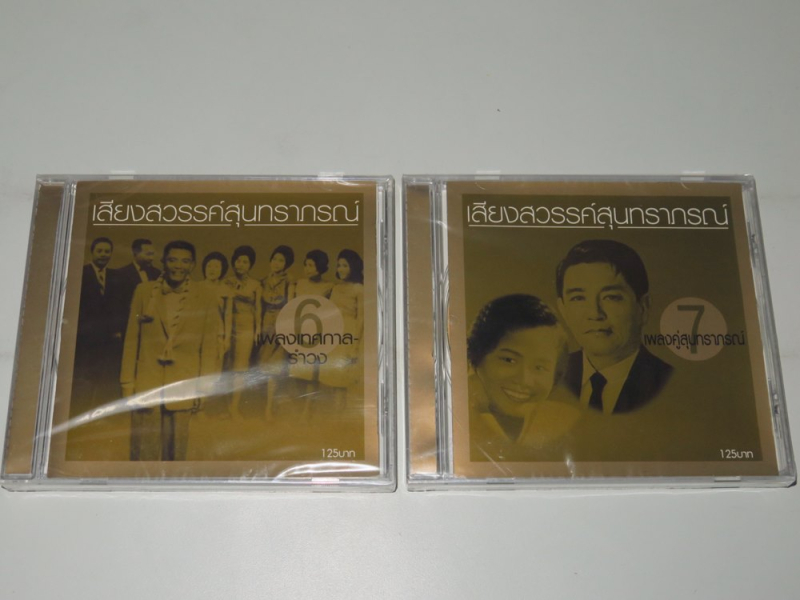 เสียงสวรรค์สุนทราภรณ์
6
เพลงเทศกาล-
รำวง
125บาท
เสียงสวรรค์สุนทราภรณ์
7
เพลงคู่สุนทราภรณ์
125บาท